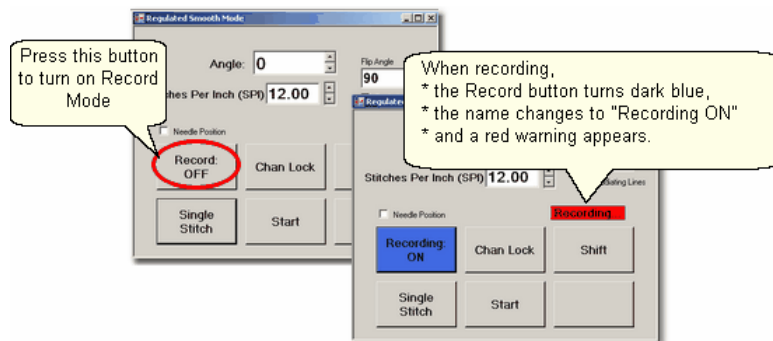 Regulated Smooth Mode
Press this button
to turn on Record
Mode
Angle: 0
Flip Angle
90
ches Per Inch (SPI) 12.00
Needle Position
Record:
OFF
Chan Lock
Single
Stitch
Start
When recording,
* the Record button turns dark blue,
* the name changes to "Recording ON"
* and a red warning appears.
Regulate
Stitches Per Inch (SPI) 12.00
diating Lines
Needle Position
Recording...
Recording:
ON
Chan Lock
Shift
Single
Stitch
Start